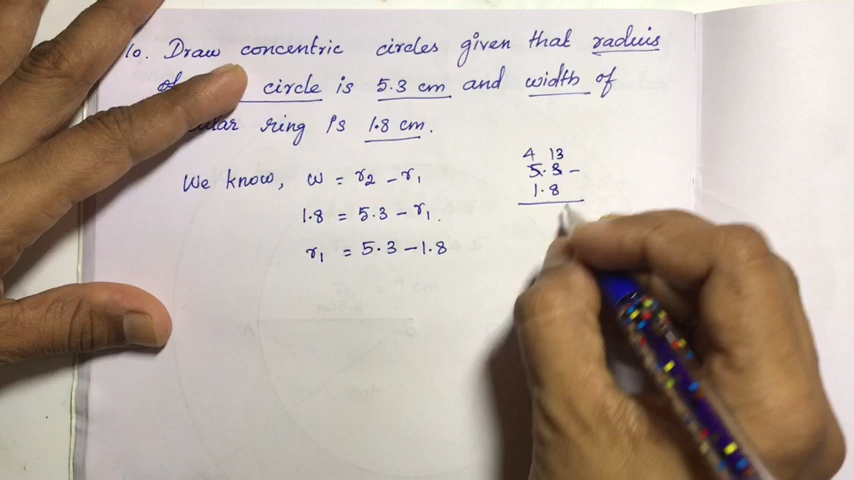 10. Draw concentric circles given that radius
of circle is 5.3 cm and width of
ring is 1.8 cm.
We know, w = r2 - r1
1.8 = 5.3 - r1.
r1 = 5.3 - 1.8
4 13
5.3 -
1.8